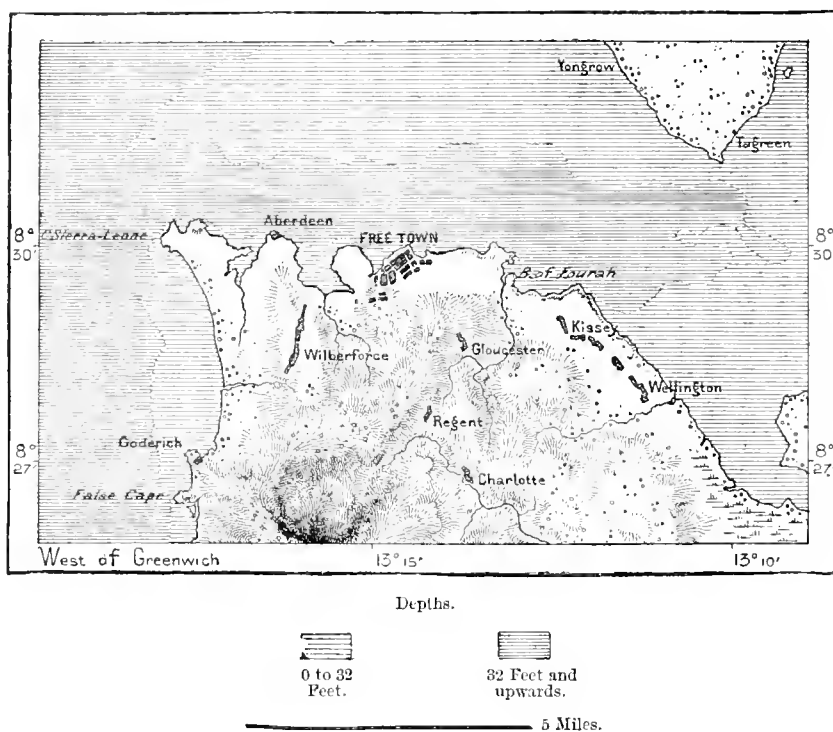 Yongrow
Tagreen
8°
30'
C. Sierra-Leone
Aberdeen
FREE TOWN
8°
30'
B. of Fourah
Kissey
Wilberforce
Gloucester
Wellington
Regent
Goderich
8°
27'
8°
27'
Charlotte
False Cape
West of Greenwich
13°15'
13°10'
Depths.
0 to 32
Feet.
32 Feet and
upwards.
5 Miles.